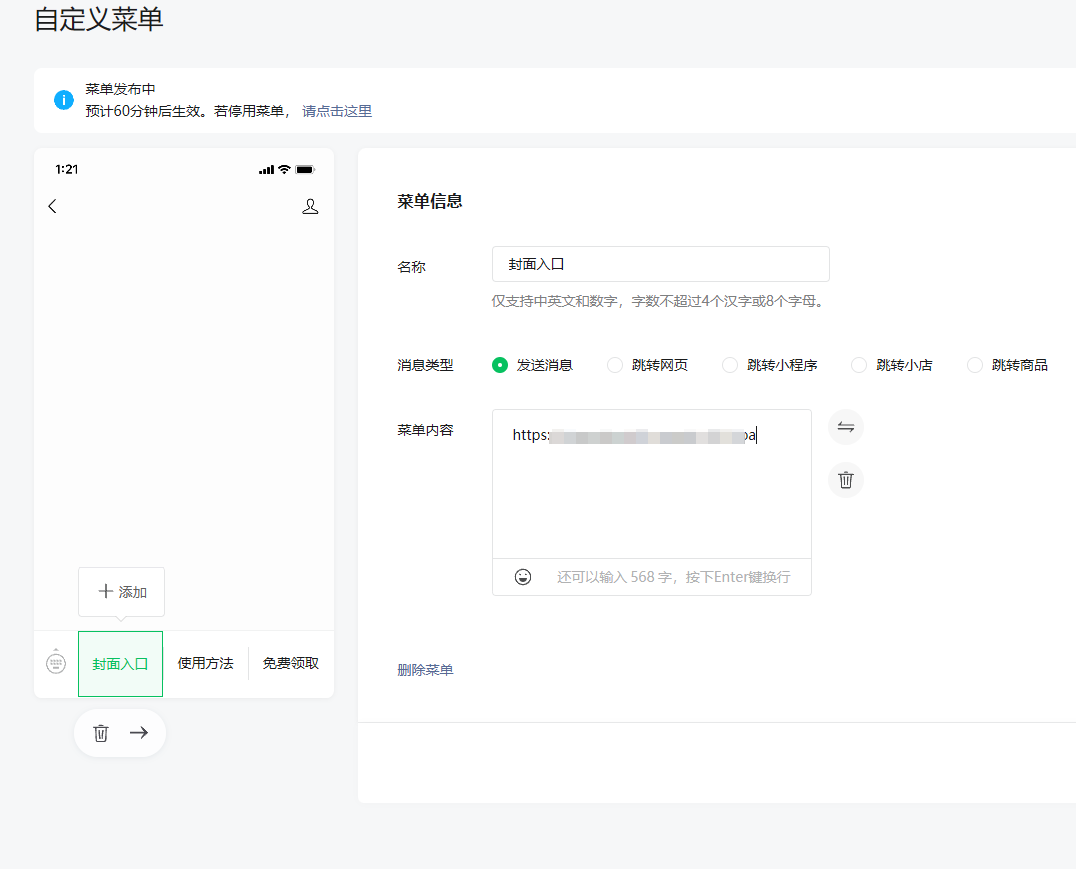 自定义菜单
菜单发布中
预计60分钟后生效。若停用菜单， 请点击这里
1:21
菜单信息
名称
封面入口
仅支持中英文和数字，字数不超过4个汉字或8个字母。
消息类型
发送消息
跳转网页
跳转小程序
跳转小店
跳转商品
菜单内容
https:
还可以输入 568 字，按下Enter键换行
添加
封面入口
使用方法
免费领取
删除菜单